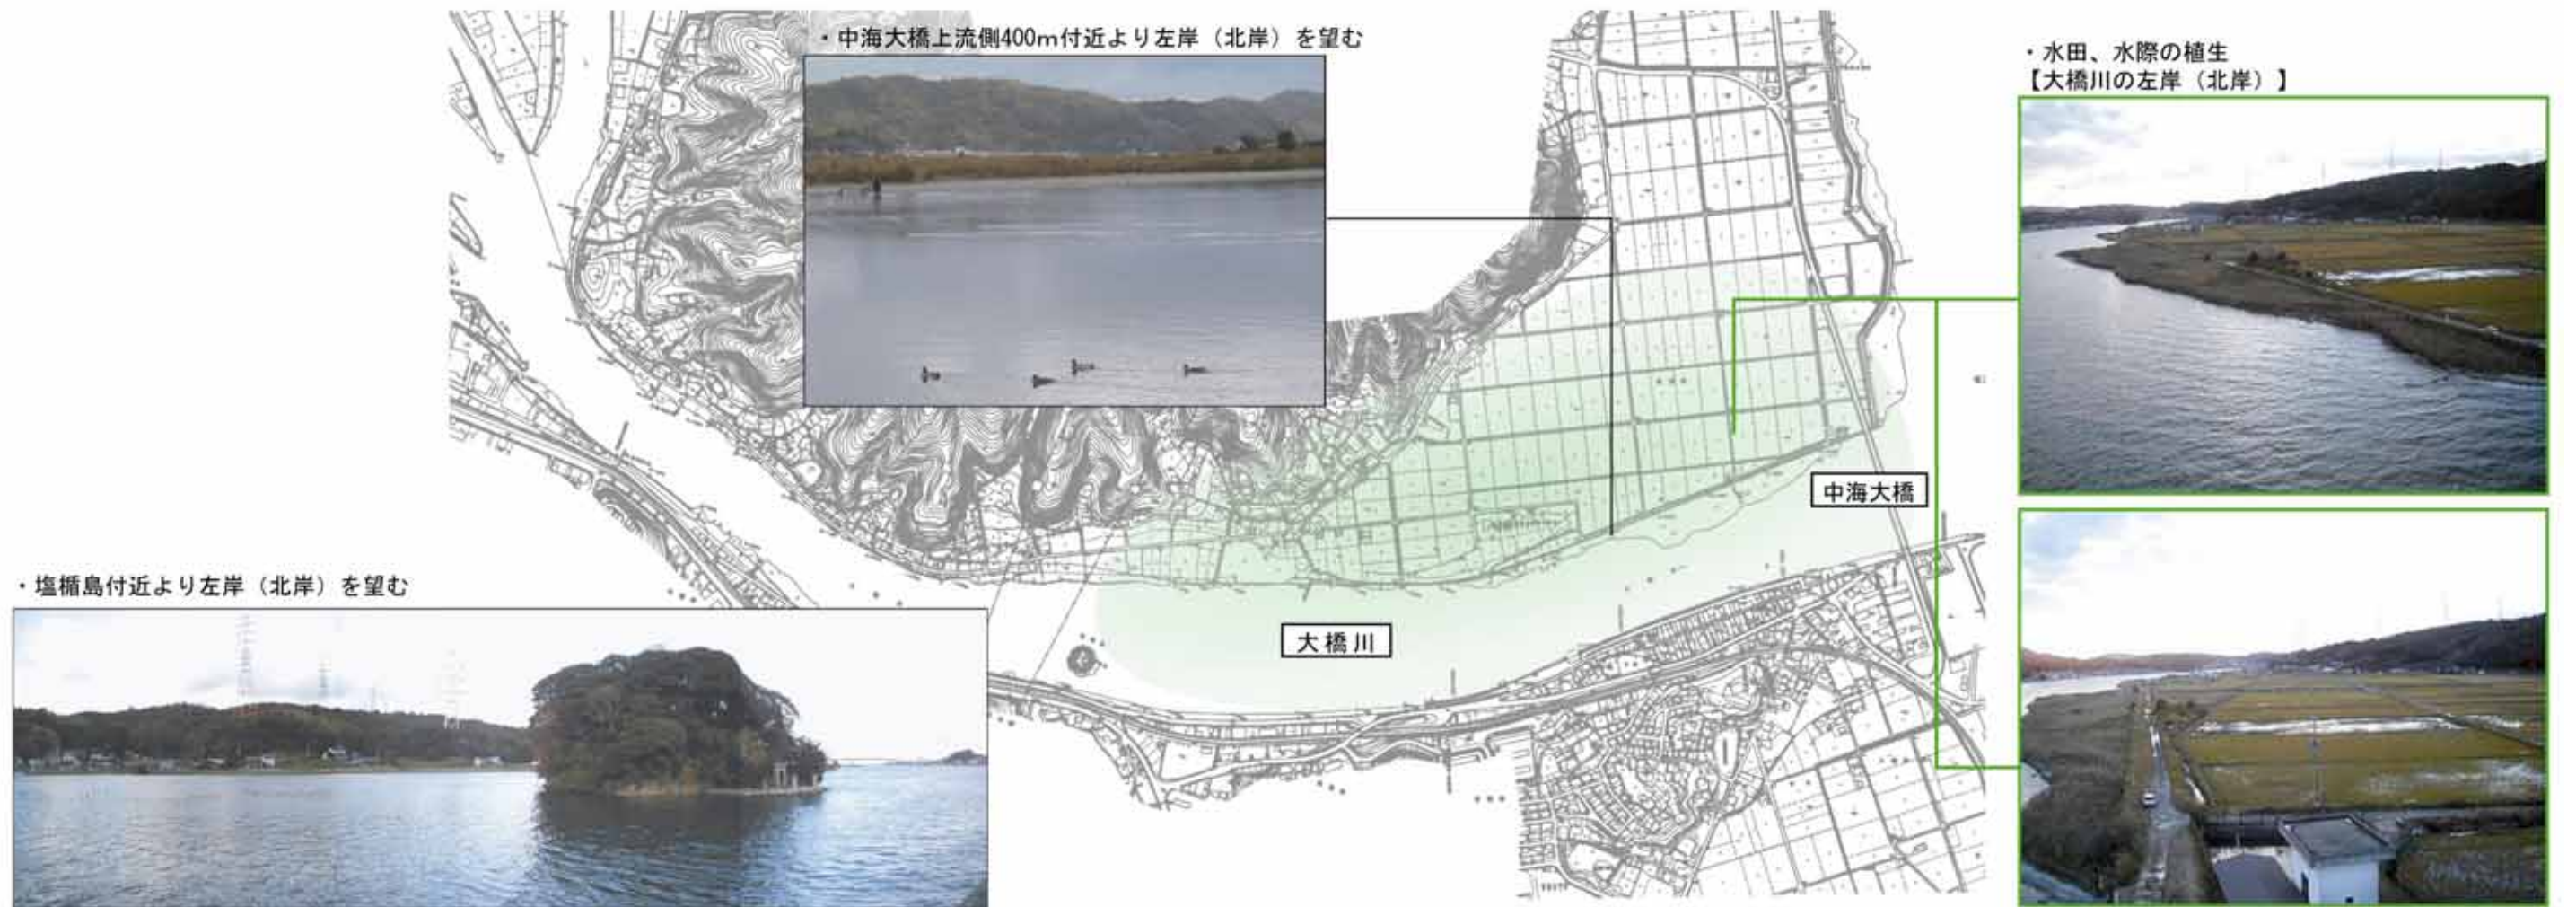 ・中海大橋上流側400m付近より左岸（北岸）を望む
・水田、水際の植生
【大橋川の左岸（北岸）】
中海大橋
・塩楯島付近より左岸（北岸）を望む
大橋川